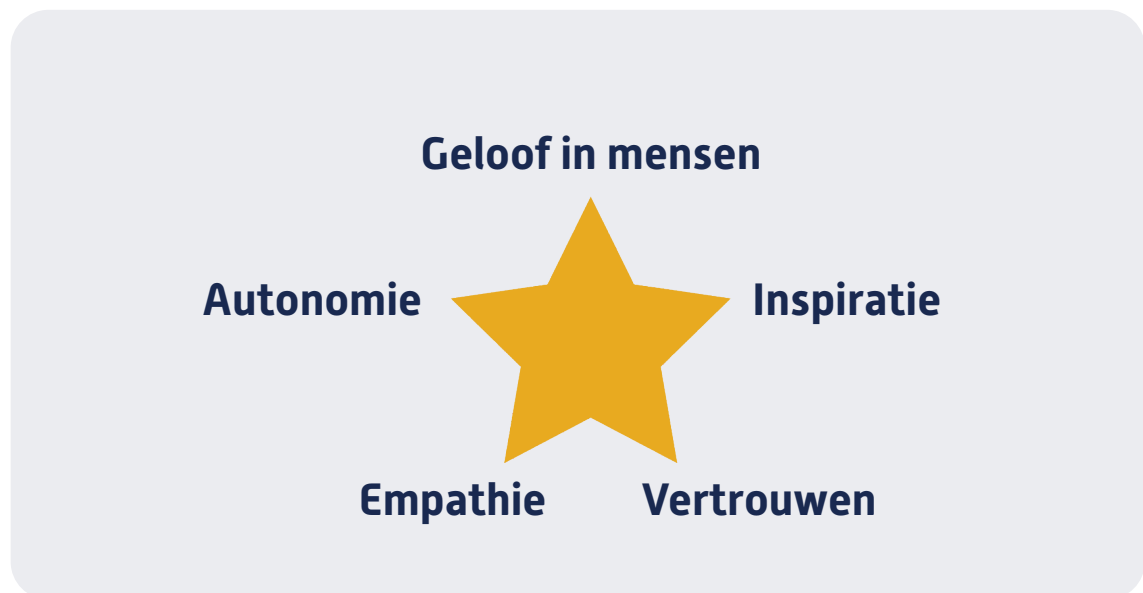 Geloof in mensen
Autonomie
Inspiratie
Empathie
Vertrouwen